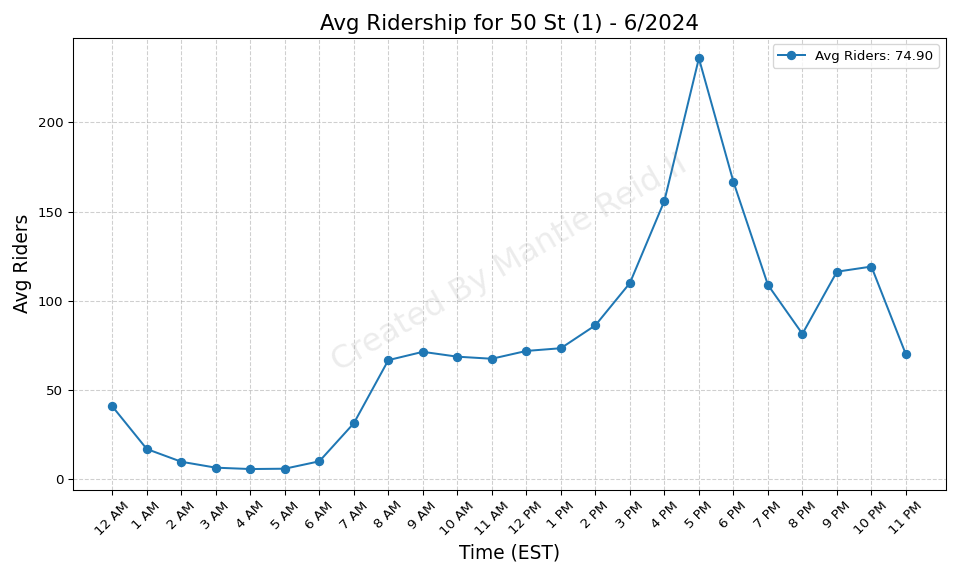 Avg Ridership for 50 St (1) - 6/2024
Avg Riders: 74.90
Avg Riders
200
150
100
50
0
Created By Mantle Reid II
12 AM
1 AM
2 AM
3 AM
4 AM
5 AM
6 AM
7 AM
8 AM
9 AM
10 AM
11 AM
12 PM
1 PM
2 PM
3 PM
4 PM
5 PM
6 PM
7 PM
8 PM
9 PM
10 PM
11 PM
Time (EST)